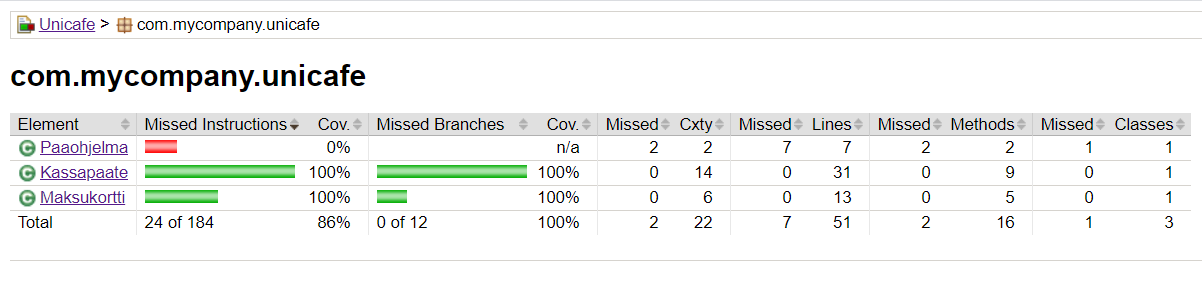 Unicafe > com.mycompany.unicafe
com.mycompany.unicafe
Element Missed Instructions Cov. Missed Branches Cov. Missed Cxty Missed Lines Missed Methods Missed Classes
Paaohjelma 0% n/a 2 2 7 7 2 2 1 1
Kassapaate 100% 100% 0 14 0 31 0 9 0 1
Maksukortti 100% 100% 0 6 0 13 0 5 0 1
Total 24 of 184 86% 0 of 12 100% 2 22 7 51 2 16 1 3